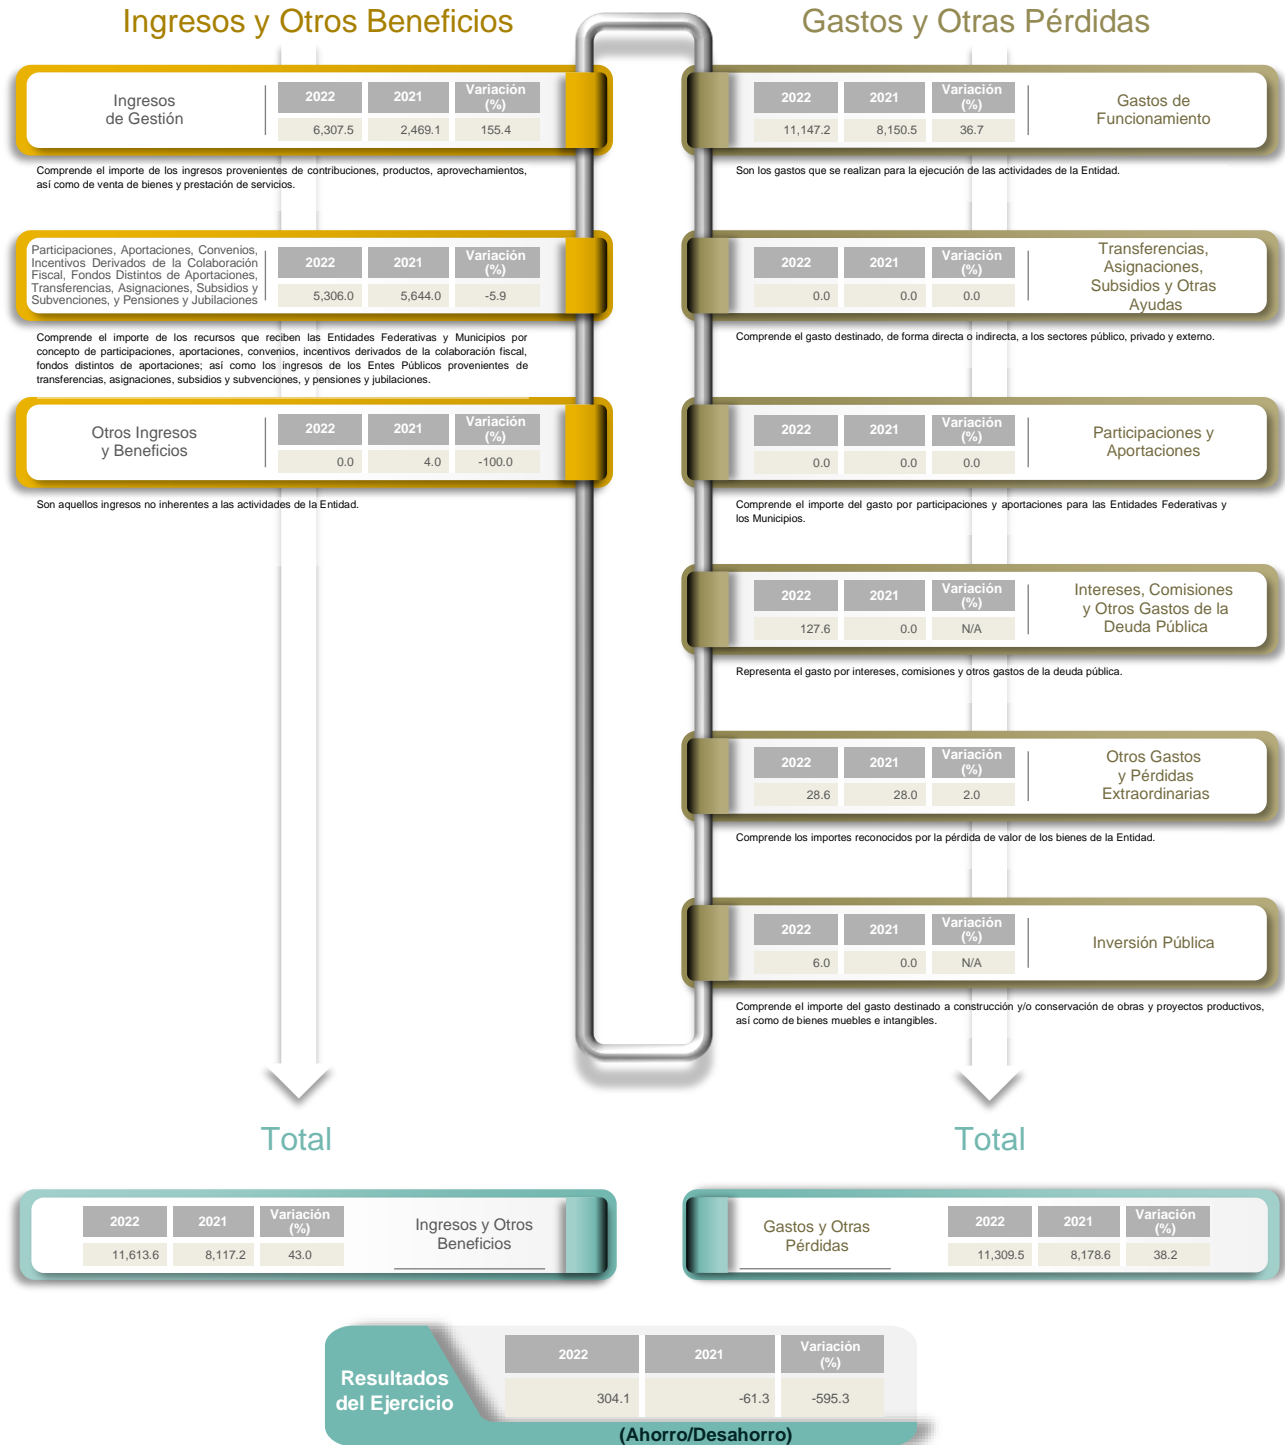 Ingresos y Otros Beneficios
Ingresos
de Gestión
2022 2021 Variación (%)
6,307.5 2,469.1 155.4
Comprende el importe de los ingresos provenientes de contribuciones, productos, aprovechamientos,
así como de venta de bienes y prestación de servicios.
Participaciones, Aportaciones, Convenios,
Incentivos Derivados de la Colaboración
Fiscal, Fondos Distintos de Aportaciones,
Transferencias, Asignaciones, Subsidios y
Subvenciones, y Pensiones y Jubilaciones
2022 2021 Variación (%)
5,306.0 5,644.0 -5.9
Comprende el importe de los recursos que reciben las Entidades Federativas y Municipios por
concepto de participaciones, aportaciones, convenios, incentivos derivados de la colaboración fiscal,
fondos distintos de aportaciones; así como los ingresos de los Entes Públicos provenientes de
transferencias, asignaciones, subsidios y subvenciones, y pensiones y jubilaciones.
Otros Ingresos
y Beneficios
2022 2021 Variación (%)
0.0 4.0 -100.0
Son aquellos ingresos no inherentes a las actividades de la Entidad.
Gastos y Otras Pérdidas
2022 2021 Variación (%)
11,147.2 8,150.5 36.7
Gastos de
Funcionamiento
Son los gastos que se realizan para la ejecución de las actividades de la Entidad.
2022 2021 Variación (%)
0.0 0.0 0.0
Transferencias,
Asignaciones,
Subsidios y Otras
Ayudas
Comprende el gasto destinado, de forma directa o indirecta, a los sectores público, privado y externo.
2022 2021 Variación (%)
0.0 0.0 0.0
Participaciones y
Aportaciones
Comprende el importe del gasto por participaciones y aportaciones para las Entidades Federativas y
los Municipios.
2022 2021 Variación (%)
127.6 0.0 N/A
Intereses, Comisiones
y Otros Gastos de la
Deuda Pública
Representa el gasto por intereses, comisiones y otros gastos de la deuda pública.
2022 2021 Variación (%)
28.6 28.0 2.0
Otros Gastos
y Pérdidas
Extraordinarias
Comprende los importes reconocidos por la pérdida de valor de los bienes de la Entidad.
2022 2021 Variación (%)
6.0 0.0 N/A
Inversión Pública
Comprende el importe del gasto destinado a construcción y/o conservación de obras y proyectos productivos,
así como de bienes muebles e intangibles.
Total
2022 2021 Variación (%)
11,613.6 8,117.2 43.0
Ingresos y Otros
Beneficios
Total
Gastos y Otras
Pérdidas
2022 2021 Variación (%)
11,309.5 8,178.6 38.2
Resultados
del Ejercicio
2022 2021 Variación (%)
304.1 -61.3 -595.3
(Ahorro/Desahorro)